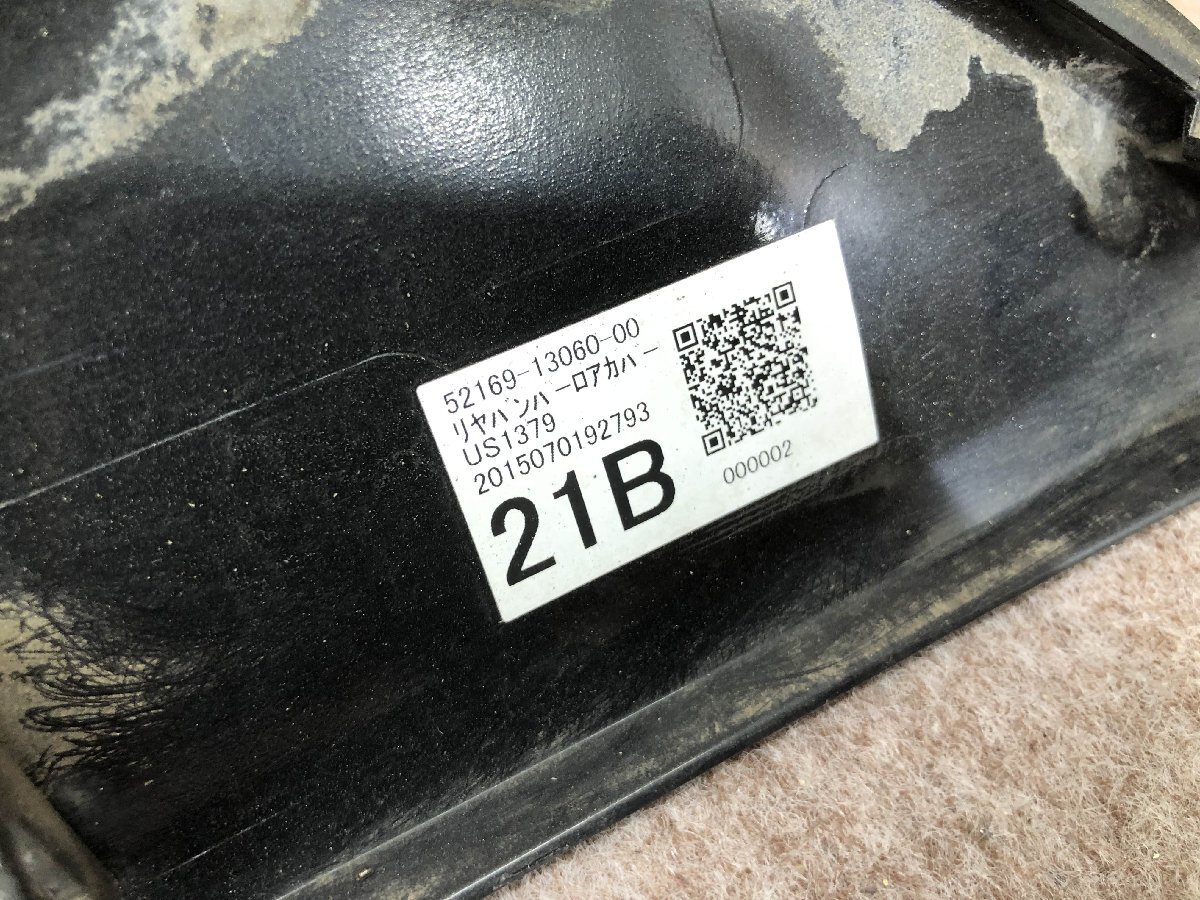 52169-13060-00
ﾘﾔﾊﾞﾝﾊﾟｰﾛｱｶﾊﾞｰ
US1379
2015070192793
21B
000002